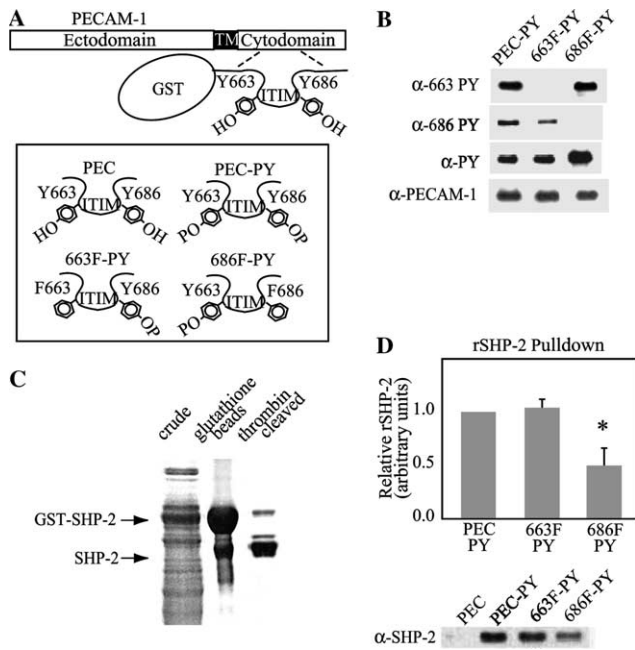 A
PECAM-1
Ectodomain TM Cytodomain
GST Y663 Y686
ITIM
HO OH
PEC PEC-PY
Y663 Y686 Y663 Y686
ITIM ITIM
HO OH PO OP
663F-PY 686F-PY
F663 Y686 Y663 F686
ITIM ITIM
OP PO
B
PEC-PY 663F-PY 686F-PY
α-663 PY
α-686 PY
α-PY
α-PECAM-1
C
crude glutathione beads thrombin cleaved
GST-SHP-2
SHP-2
D
rSHP-2 Pulldown
Relative rSHP-2
(arbitrary units)
1.0
0.5
0.0
*
PEC 663F 686F
PY PY PY
PEC PEC-PY 663F-PY 686F-PY
α-SHP-2